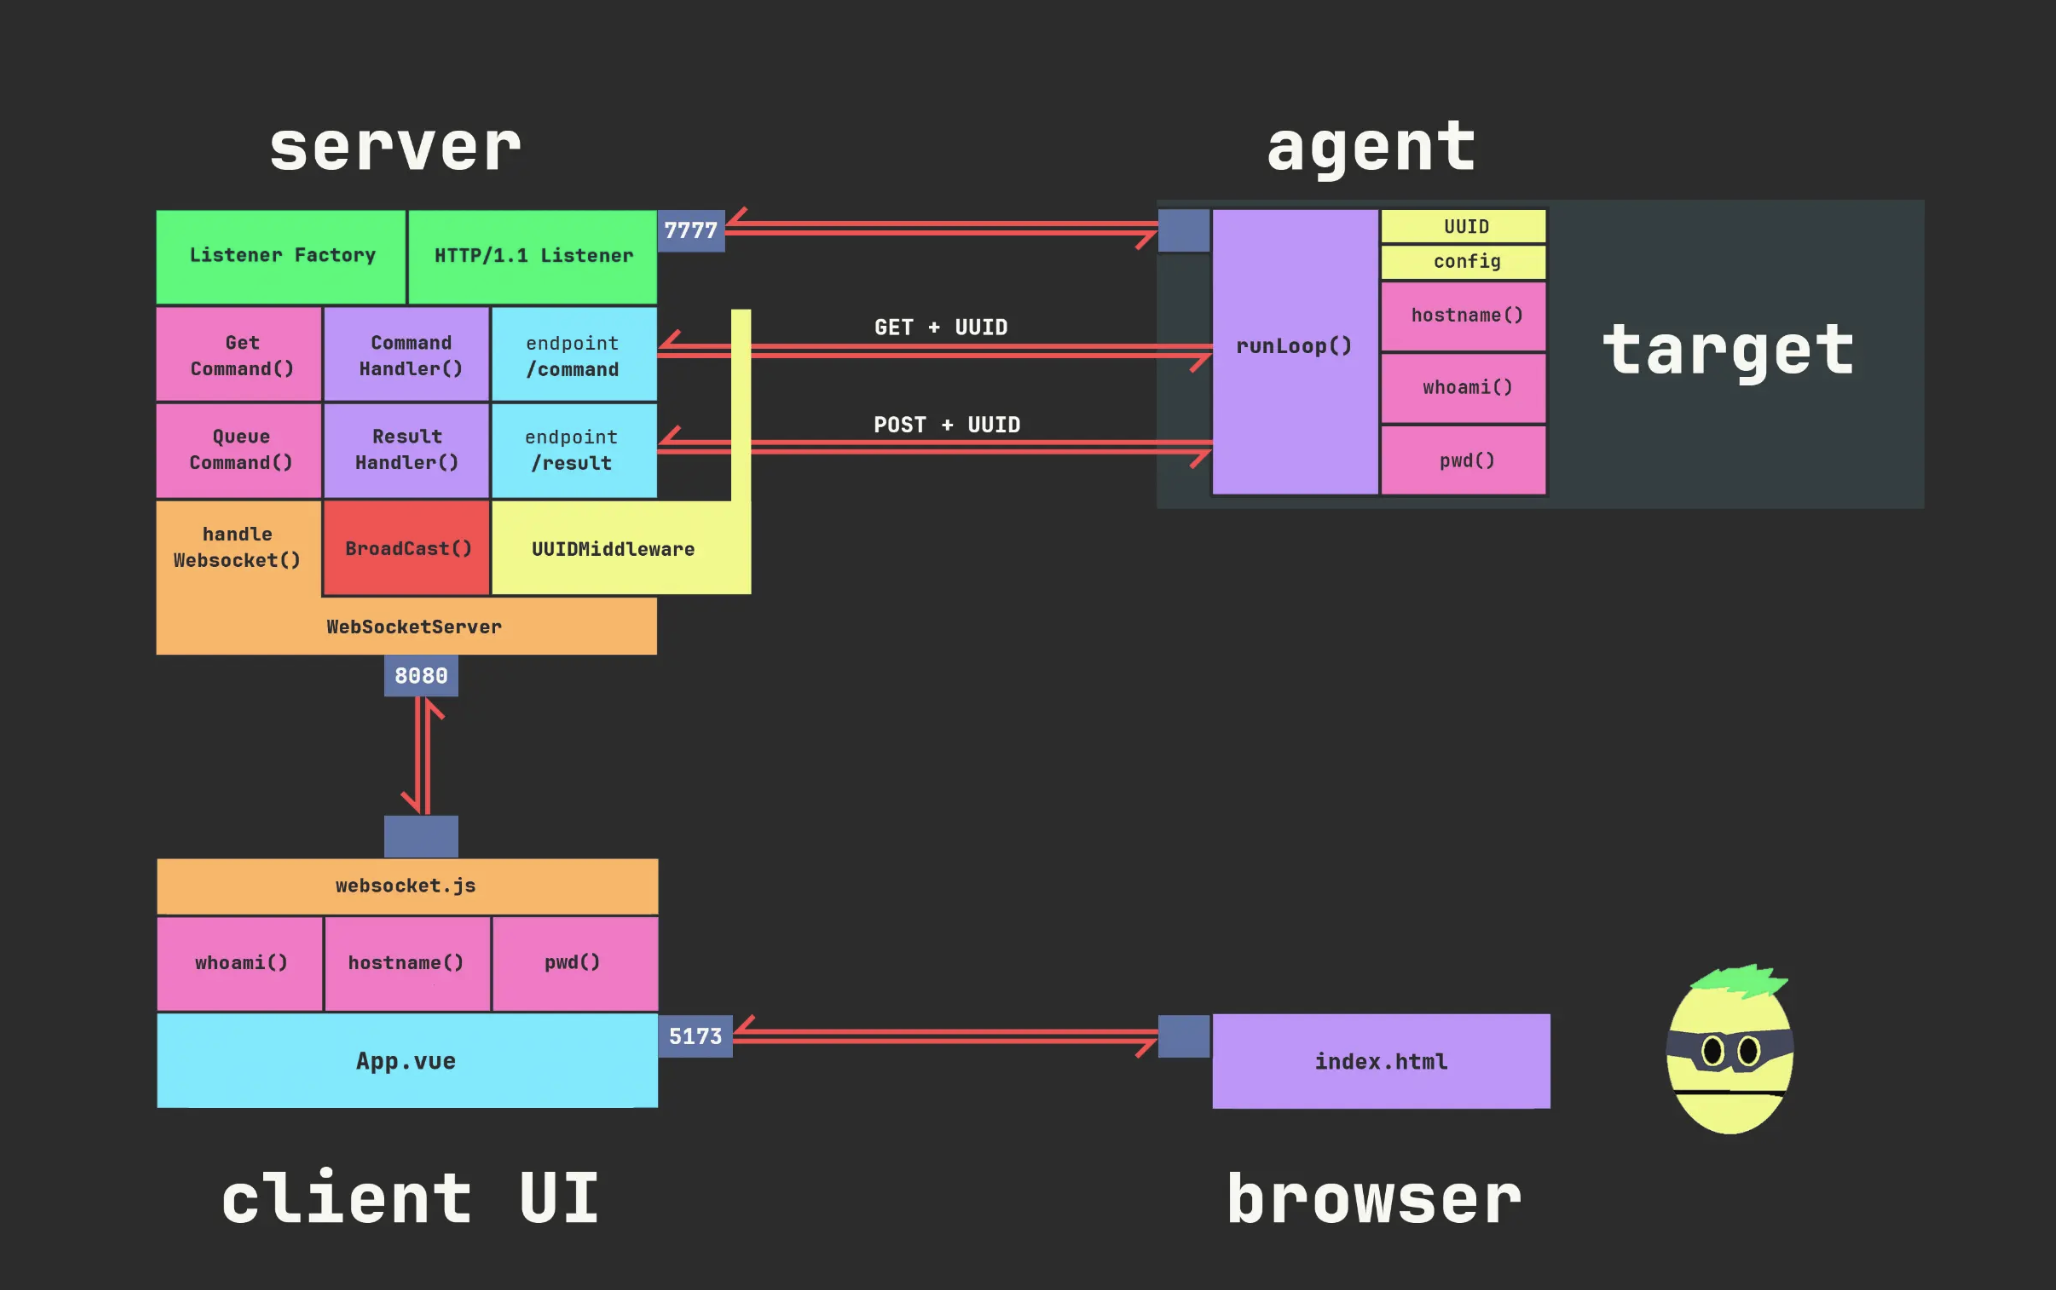 server
agent
Listener Factory
HTTP/1.1 Listener
7777
UUID
config
Get
Command()
Command
Handler()
endpoint
/command
GET + UUID
runLoop()
hostname()
target
whoami()
Queue
Command()
Result
Handler()
endpoint
/result
POST + UUID
pwd()
handle
Websocket()
BroadCast()
UUIDMiddleware
WebSocketServer
8080
websocket.js
whoami()
hostname()
pwd()
App.vue
5173
index.html
client UI
browser